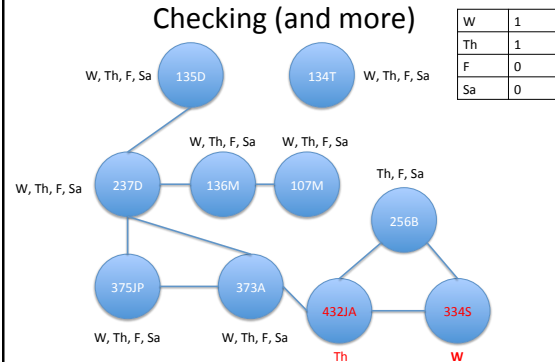 Checking (and more)
W 1
Th 1
F 0
Sa 0
W, Th, F, Sa 135D
134T W, Th, F, Sa
W, Th, F, Sa W, Th, F, Sa
W, Th, F, Sa 237D 136M 107M
Th, F, Sa
256B
375JP 373A
432JA 334S
W, Th, F, Sa W, Th, F, Sa
Th W